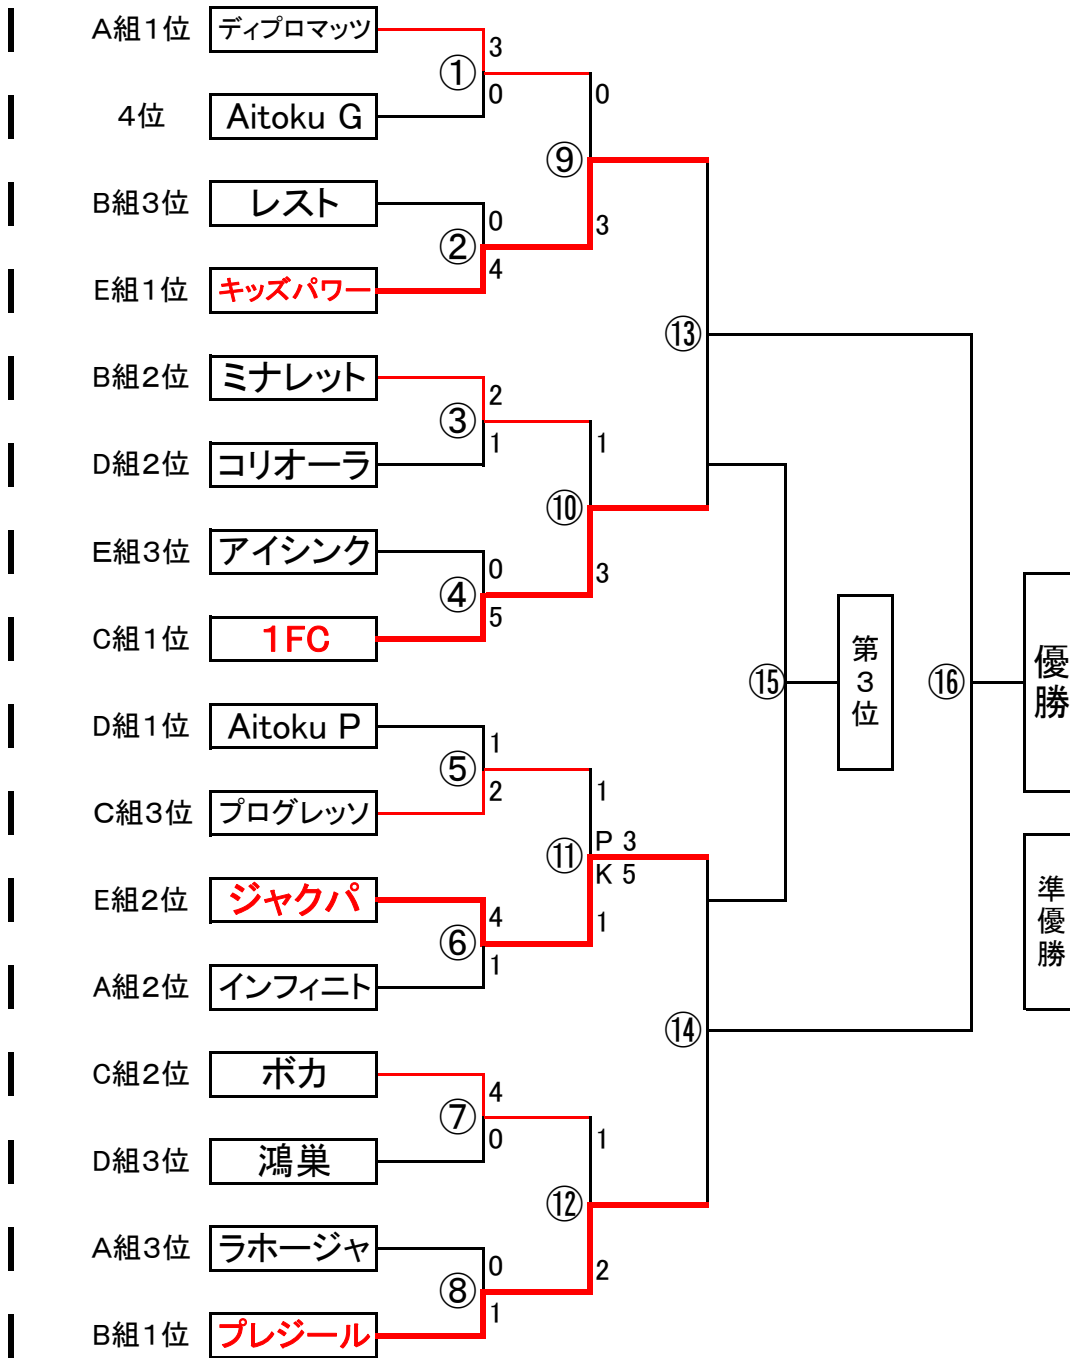 A組1位 ディプロマッツ
3
①
0
4位 Aitoku G
0
⑨
B組3位 レスト
0
3
②
4
E組1位 キッズパワー
⑬
B組2位 ミナレット
2
③
1
1
D組2位 コリオーラ
⑩
E組3位 アイシンク
0
3
④
5
C組1位 1FC
第3位
優勝
⑮
⑯
D組1位 Aitoku P
1
⑤
2
1
C組3位 プログレッソ
P 3
⑪
K 5
E組2位 ジャクパ
4
1
⑥
1
準優勝
A組2位 インフィニト
⑭
C組2位 ボカ
4
⑦
0
1
D組3位 鴻巣
⑫
A組3位 ラホージャ
0
2
⑧
1
B組1位 プレジール